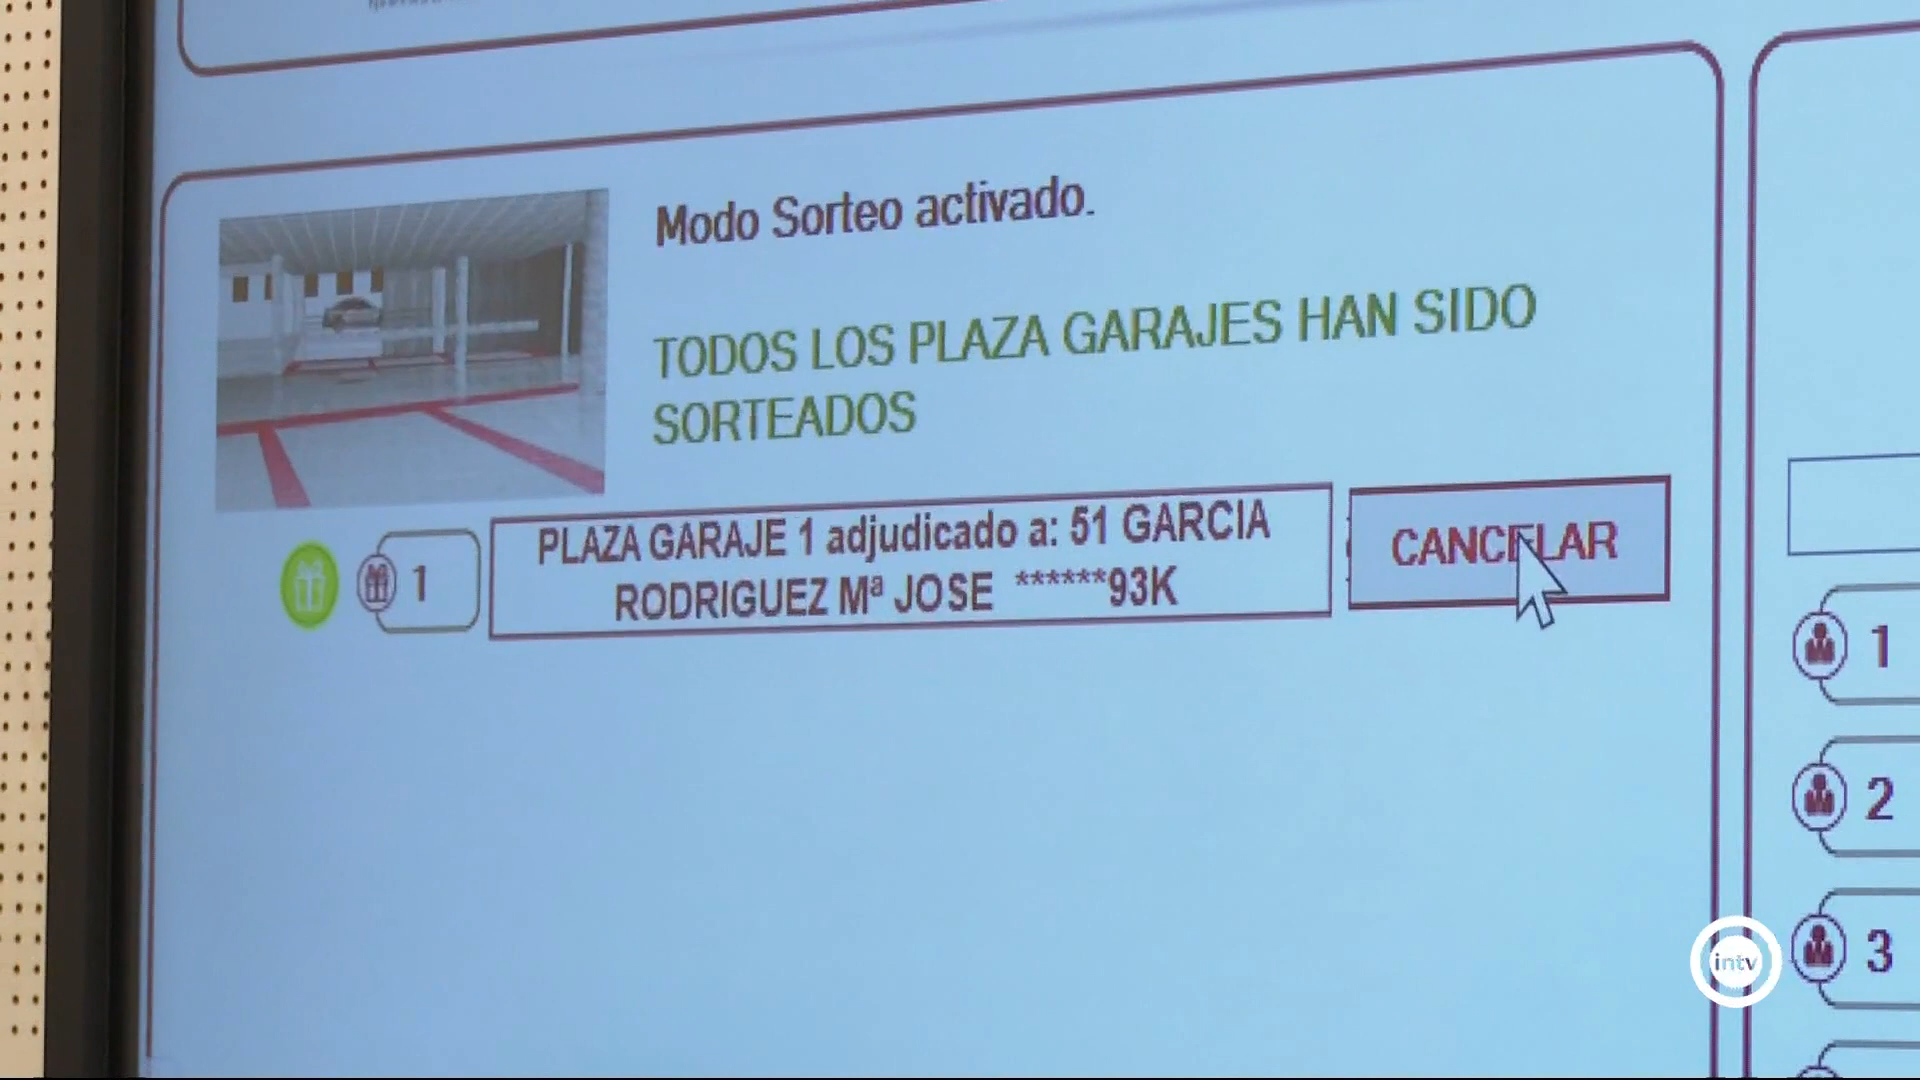 Modo Sorteo activado.
TODOS LOS PLAZA GARAJES HAN SIDO
SORTEADOS
1
PLAZA GARAJE 1 adjudicado a: 51 GARCIA
RODRIGUEZ Mª JOSE ******93K
CANCELAR
1
2
3
intv